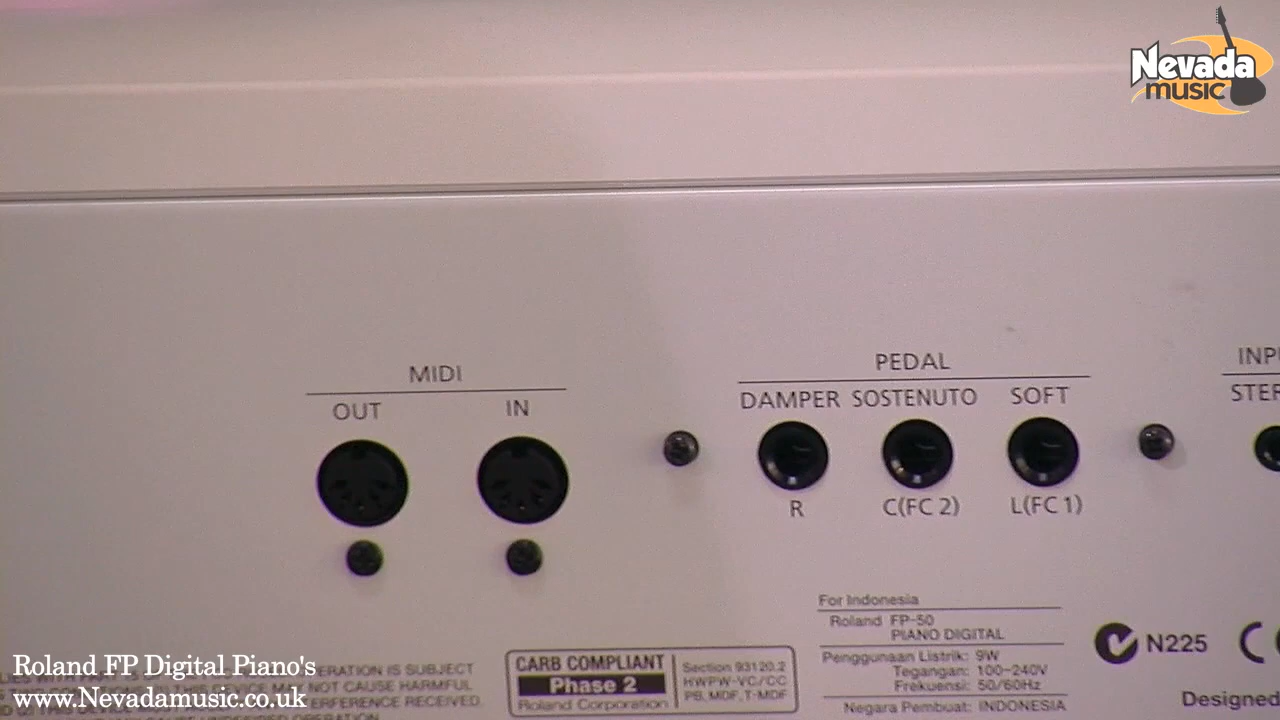 Nevada
music
MIDI
OUT IN
PEDAL
DAMPER SOSTENUTO SOFT
R C(FC 2) L(FC 1)
INPU
STER
For Indonesia
Roland FP-50
PIANO DIGITAL
Penggunaan Listrik: 9W
Tegangan: 100-240V
Frekuensi: 50/60Hz
Negara Pembuat: INDONESIA
N225
Designed
CARB COMPLIANT
Phase 2
Roland Corporation
Section 93120.2
HWPW-VC/CC
PB, MDF, T-MDF
ERATION IS SUBJECT
NOT CAUSE HARMFUL
ERFERENCE RECEIVED,
OPERATION
Roland FP Digital Piano's
www.Nevadamusic.co.uk